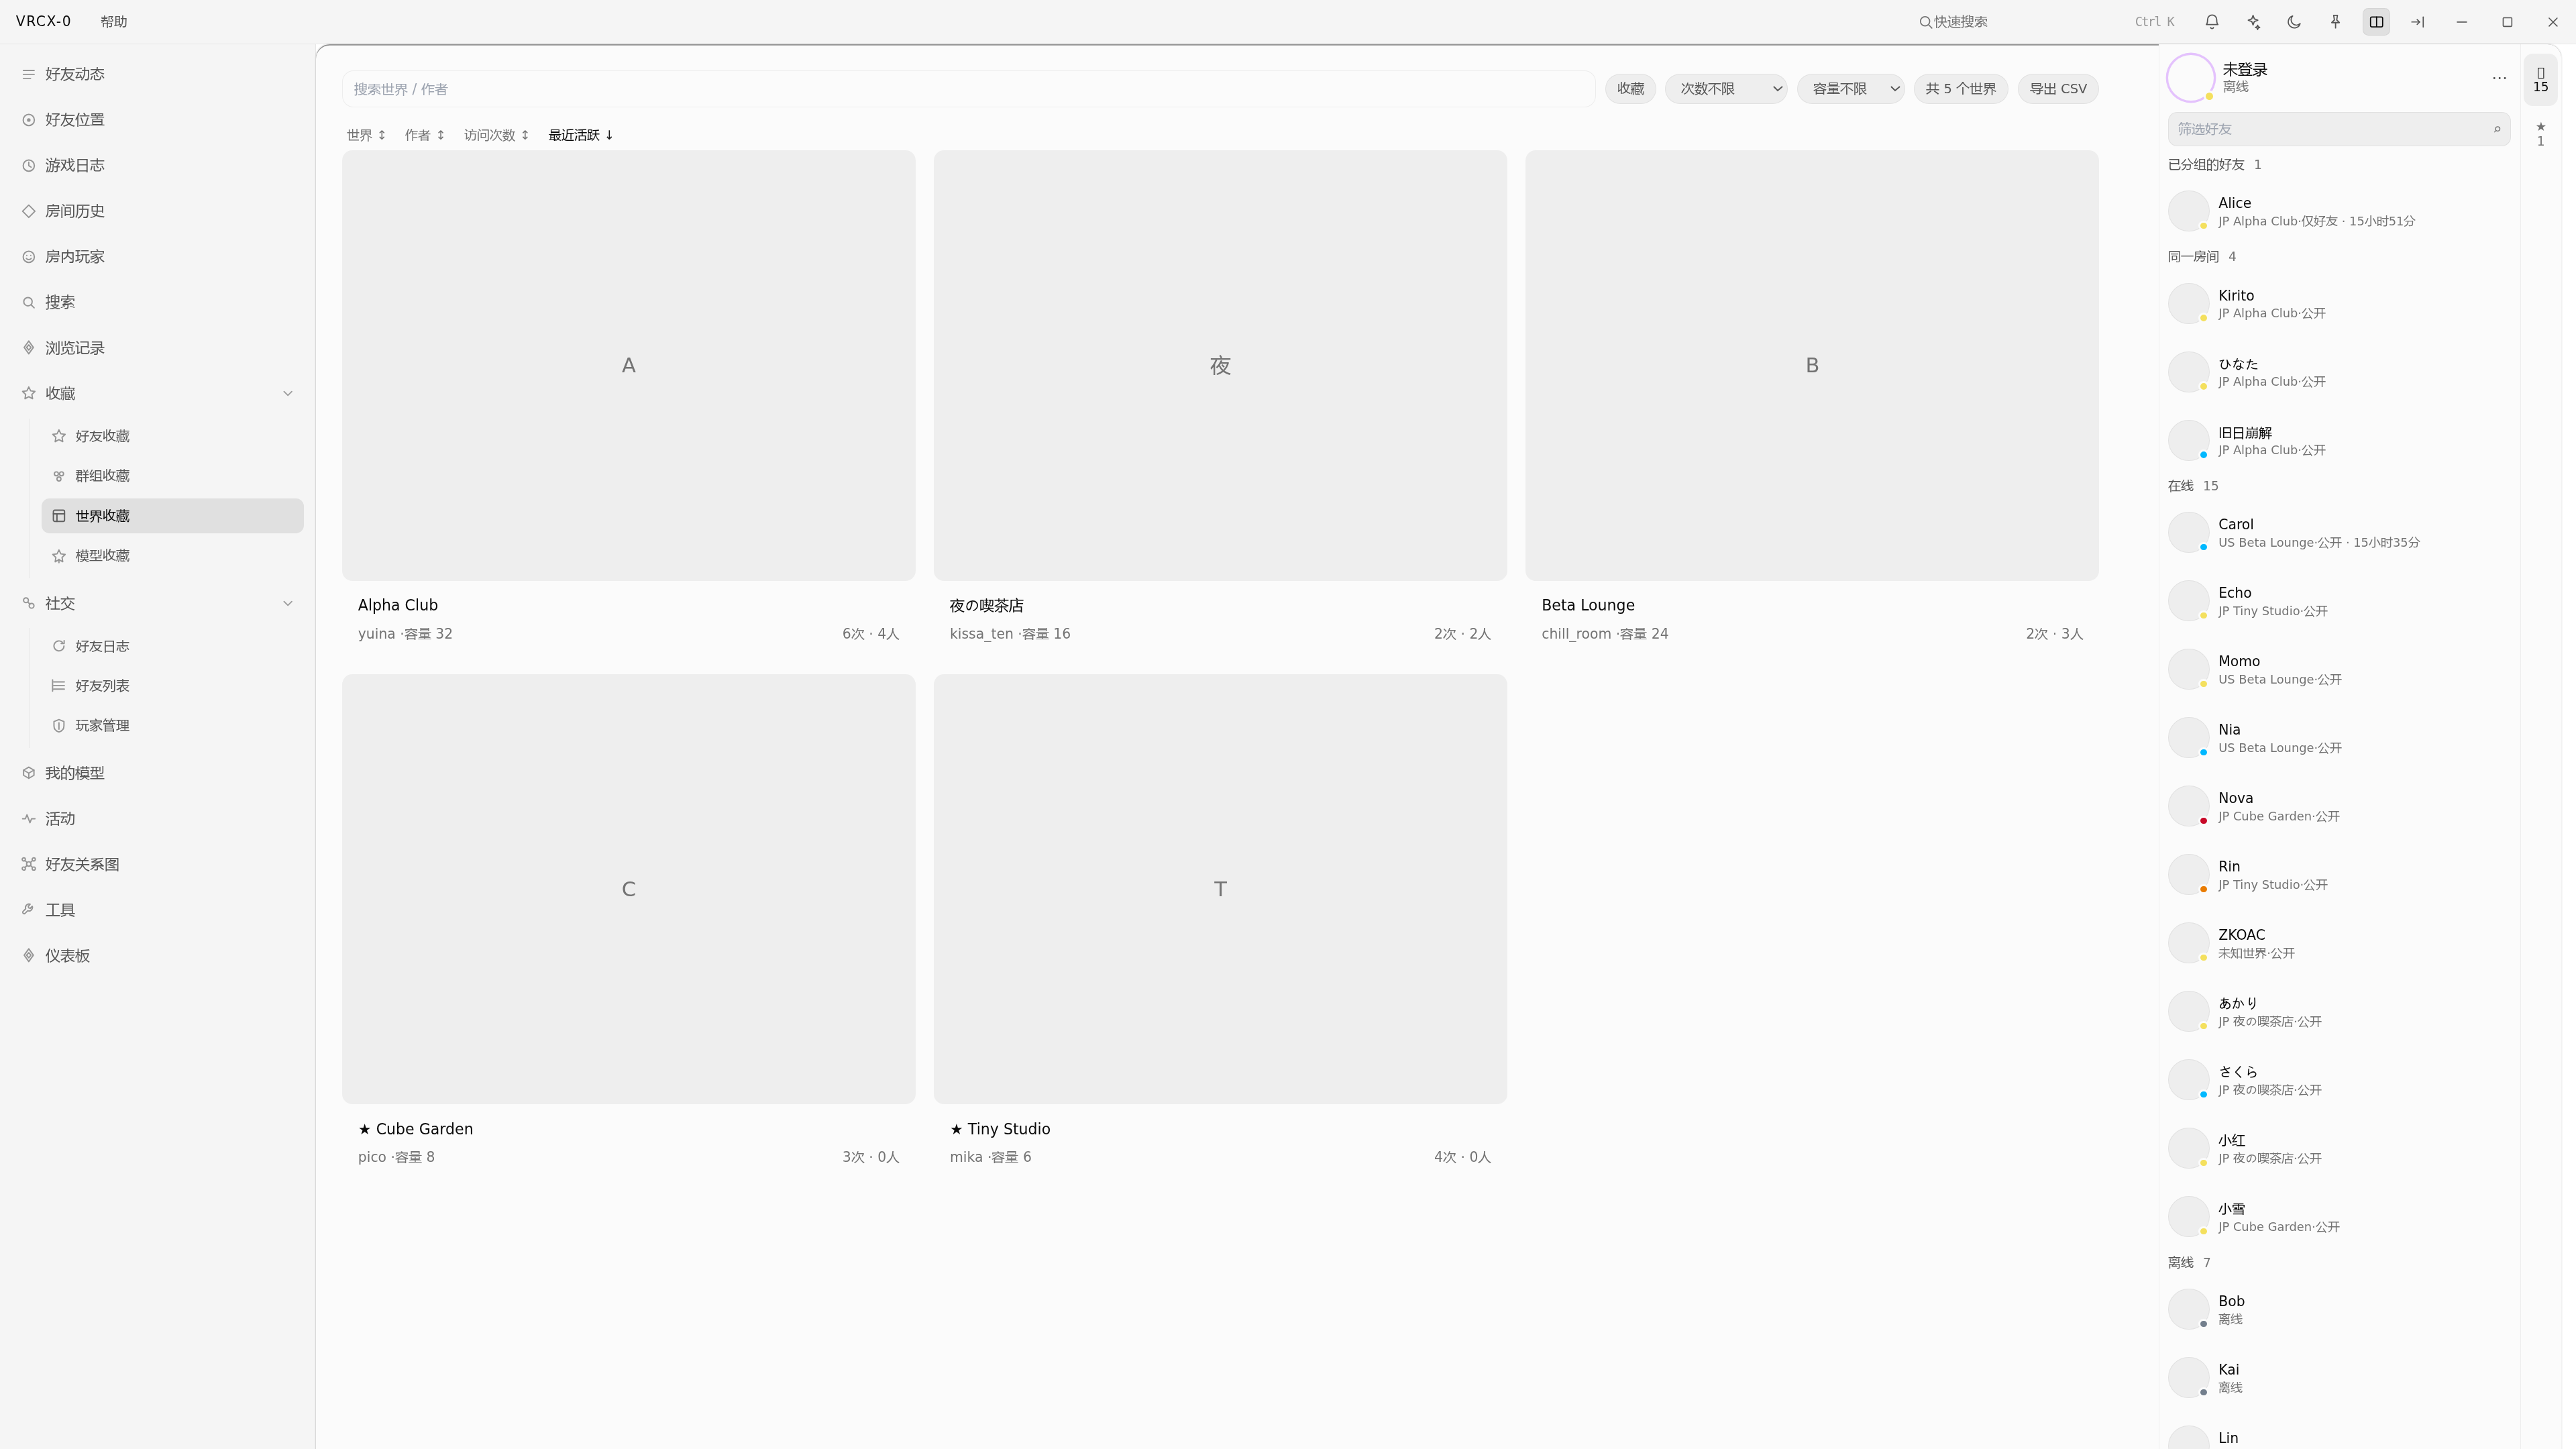 VRCX-0 帮助 快速搜索 Ctrl K
好友动态
好友位置
游戏日志
房间历史
房内玩家
搜索
浏览记录
收藏
好友收藏
群组收藏
世界收藏
模型收藏
社交
好友日志
好友列表
玩家管理
我的模型
活动
好友关系图
工具
仪表板
搜索世界 / 作者 收藏 次数不限 容量不限 共 5 个世界 导出 CSV
世界 ↕ 作者 ↕ 访问次数 ↕ 最近活跃 ↓
A
Alpha Club
yuina ·容量 32 6次 · 4人
夜
夜の喫茶店
kissa_ten ·容量 16 2次 · 2人
B
Beta Lounge
chill_room ·容量 24 2次 · 3人
C
★ Cube Garden
pico ·容量 8 3次 · 0人
T
★ Tiny Studio
mika ·容量 6 4次 · 0人
未登录
离线
...
筛选好友
已分组的好友 1
Alice
JP Alpha Club·仅好友 · 15小时51分
同一房间 4
Kirito
JP Alpha Club·公开
ひなた
JP Alpha Club·公开
旧日崩解
JP Alpha Club·公开
在线 15
Carol
US Beta Lounge·公开 · 15小时35分
Echo
JP Tiny Studio·公开
Momo
US Beta Lounge·公开
Nia
US Beta Lounge·公开
Nova
JP Cube Garden·公开
Rin
JP Tiny Studio·公开
ZKOAC
未知世界·公开
あかり
JP 夜の喫茶店·公开
さくら
JP 夜の喫茶店·公开
小红
JP 夜の喫茶店·公开
小雪
JP Cube Garden·公开
离线 7
Bob
离线
Kai
离线
Lin
15
★
1